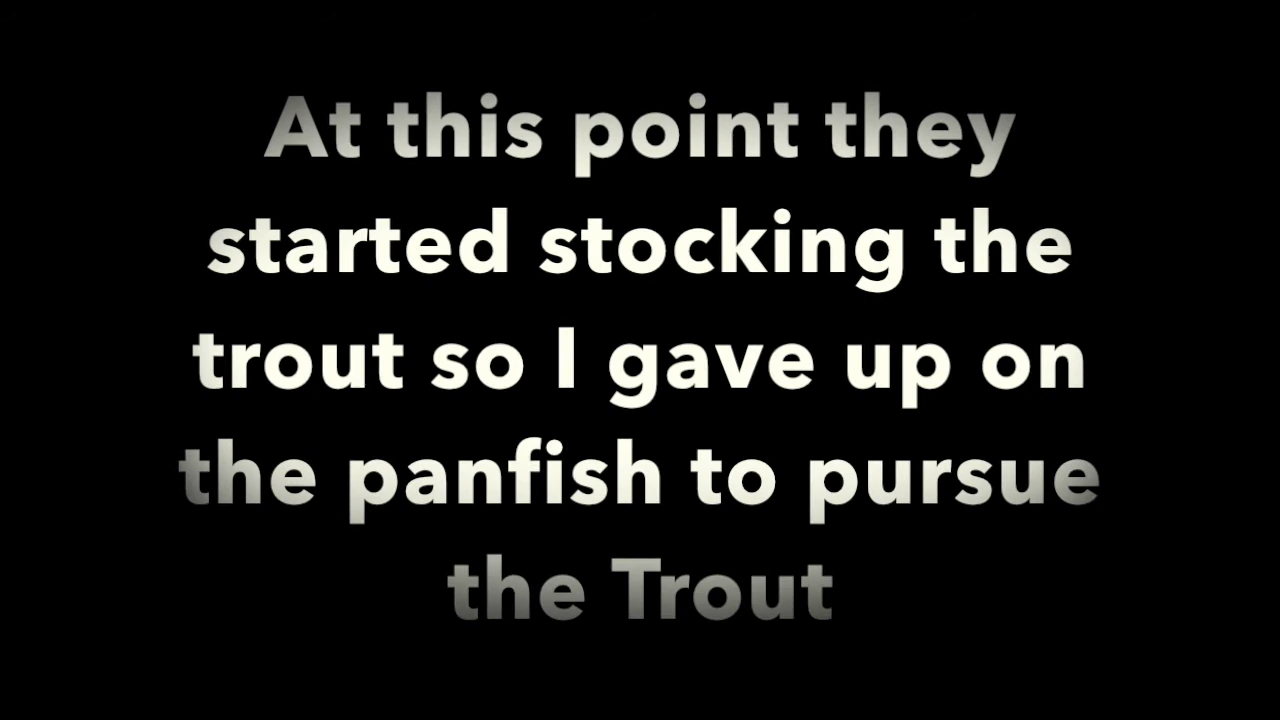 At this point they
started stocking the
trout so I gave up on
the panfish to pursue
the Trout